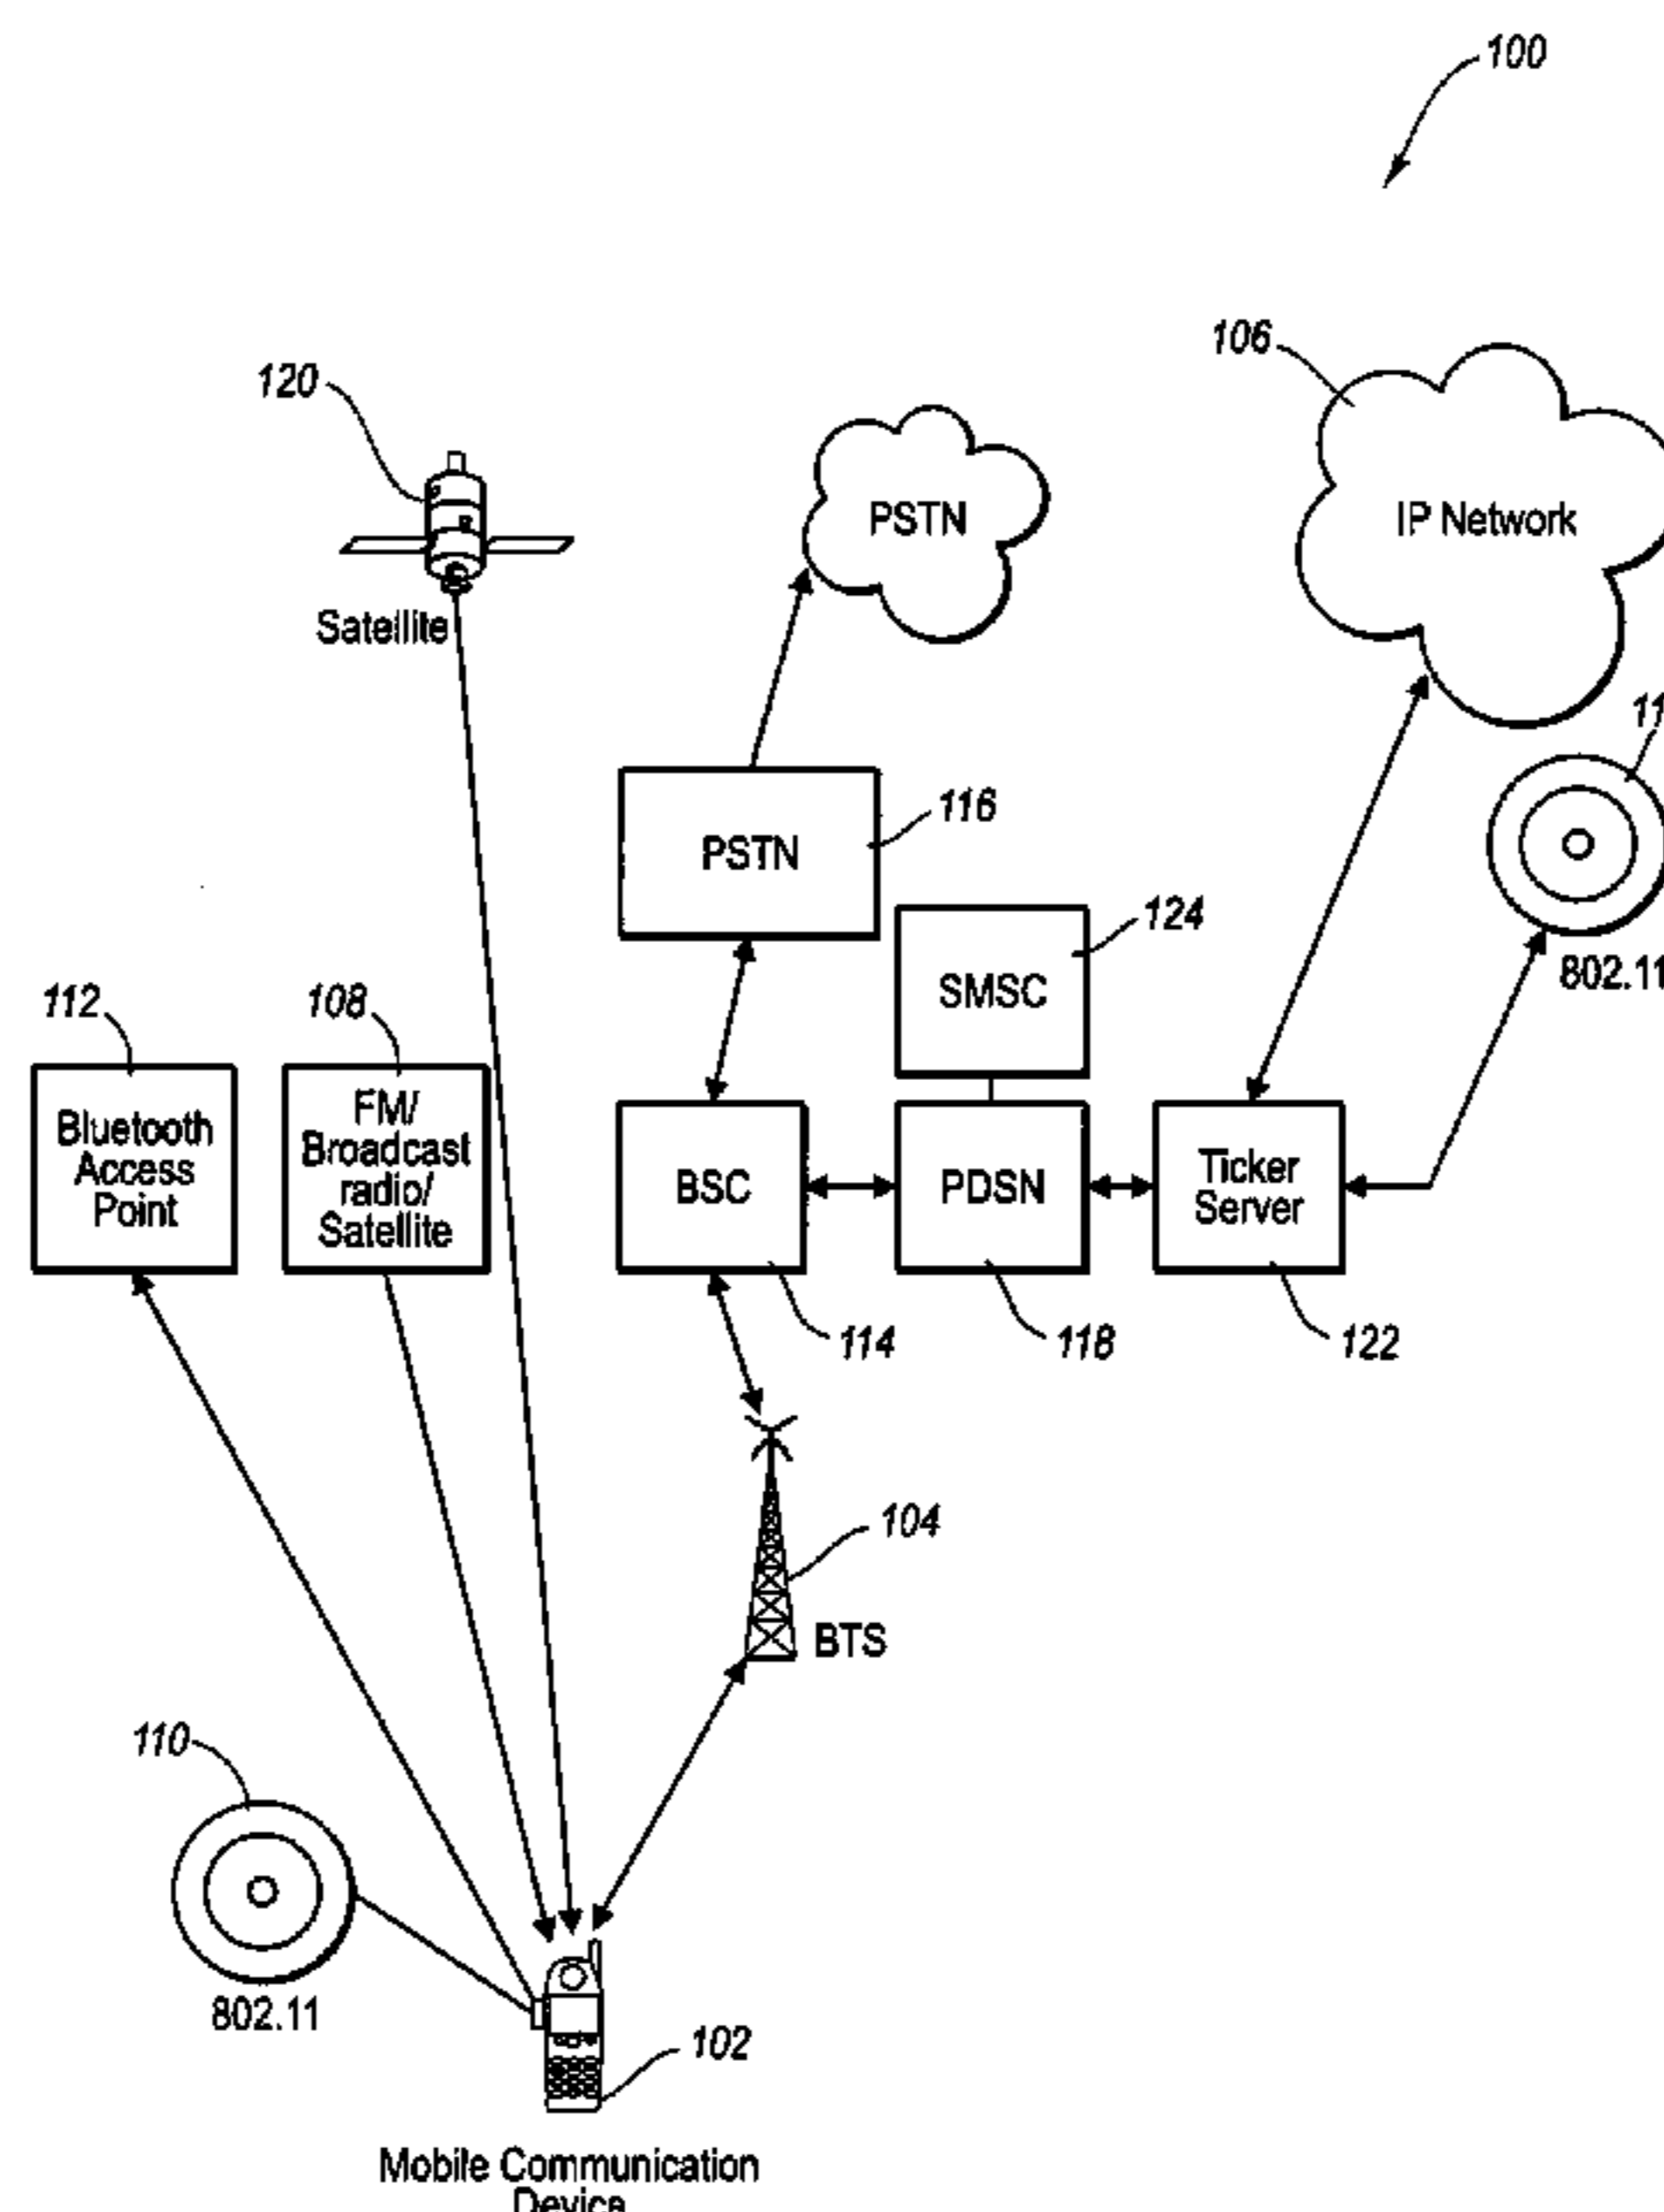 100
106
120
PSTN
IP Network
Satellite
116
PSTN
124
SMSC
802.11
112
108
Bluetooth
Access
Point
FM/
Broadcast
radio/
Satellite
BSC
PDSN
Ticker
Server
114
118
122
104
BTS
110
802.11
102
Mobile Communication
Device